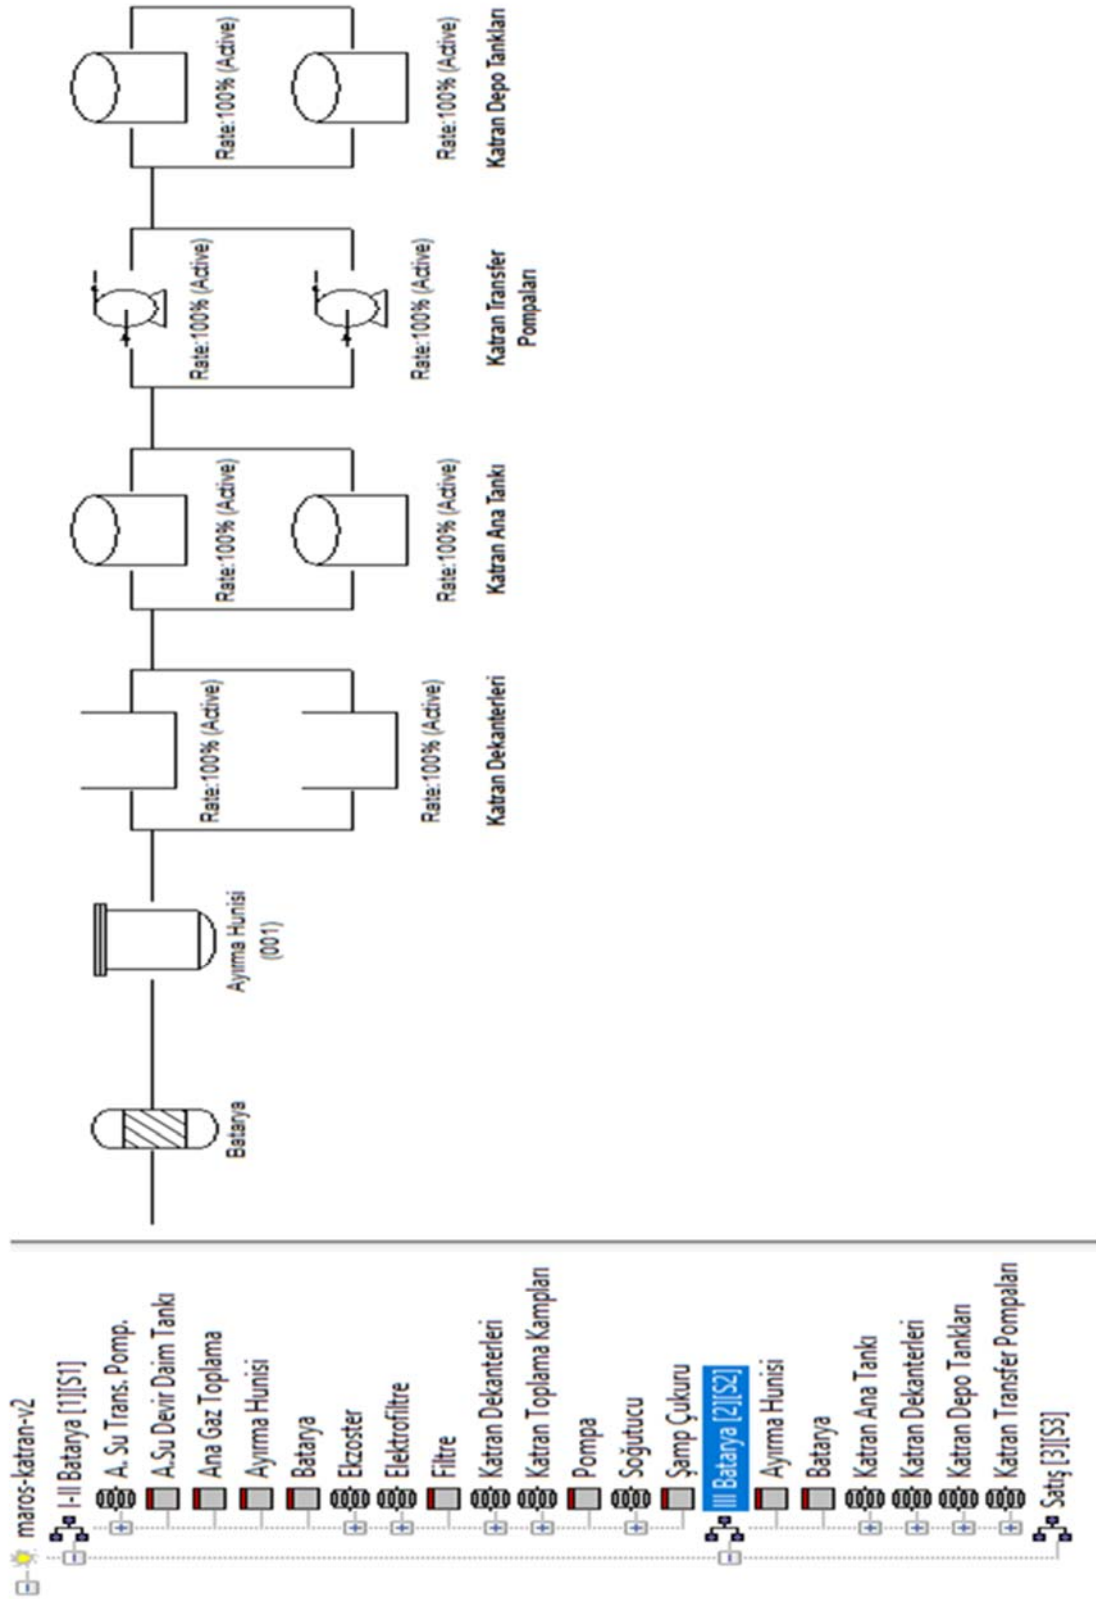 maros-katran-v2
I-II Batarya [1][S1]
A. Su Trans. Pomp.
A.Su Devir Daim Tankı
Ana Gaz Toplama
Ayırma Hunisi
Batarya
Ekzoster
Elektrofiltre
Filtre
Katran Dekanterleri
Katran Toplama Kampları
Pompa
Soğutucu
Şamp Çukuru
III Batarya [2][S2]
Ayırma Hunisi
Batarya
Katran Ana Tankı
Katran Dekanterleri
Katran Depo Tankları
Katran Transfer Pompaları
Satış [3][S3]
Batarya
Ayırma Hunisi
(001)
Rate:100% (Active)
Rate:100% (Active)
Katran Dekanterleri
Rate:100% (Active)
Rate:100% (Active)
Katran Ana Tankı
Rate:100% (Active)
Rate:100% (Active)
Katran Transfer
Pompaları
Rate:100% (Active)
Rate:100% (Active)
Katran Depo Tankları